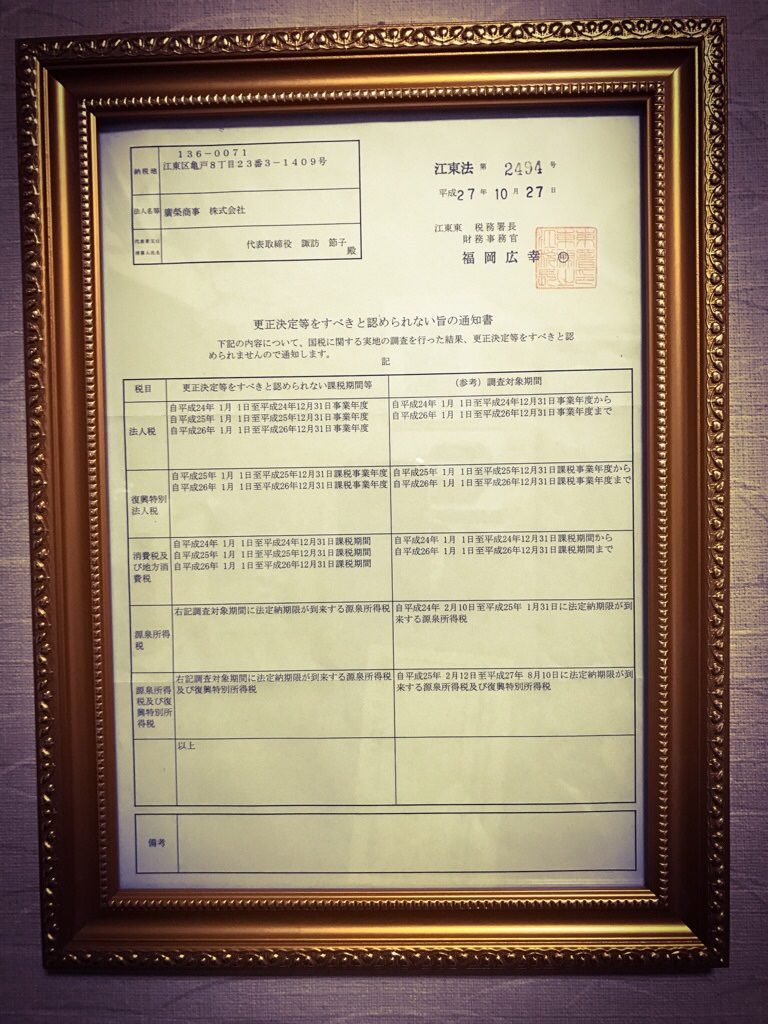 納税地
136-0071
江東区亀戸8丁目23番3-1409号
法人名等
廣榮商事 株式会社
代表取締役 諏訪 節子
殿
江東法 第 2494 号
平成27年10月27日
江東東 税務署長
財務事務官
福岡広幸
更正決定等をすべきと認められない旨の通知書
下記の内容について、国税に関する実地の調査を行った結果、更正決定等をすべきと認
められませんので通知します。
記
税目
更正決定等をすべきと認められない課税期間等
(参考)調査対象期間
法人税
自平成24年 1月 1日至平成24年12月31日事業年度
自平成25年 1月 1日至平成25年12月31日事業年度
自平成26年 1月 1日至平成26年12月31日事業年度
自平成24年 1月 1日至平成24年12月31日事業年度から
自平成26年 1月 1日至平成26年12月31日事業年度まで
復興特別
法人税
自平成25年 1月 1日至平成25年12月31日課税事業年度
自平成26年 1月 1日至平成26年12月31日課税事業年度
自平成25年 1月 1日至平成25年12月31日課税事業年度から
自平成26年 1月 1日至平成26年12月31日課税事業年度まで
消費税及
び地方消
費税
自平成24年 1月 1日至平成24年12月31日課税期間
自平成25年 1月 1日至平成25年12月31日課税期間
自平成26年 1月 1日至平成26年12月31日課税期間
自平成24年 1月 1日至平成24年12月31日課税期間から
自平成26年 1月 1日至平成26年12月31日課税期間まで
源泉所得
税
右記調査対象期間に法定納期限が到来する源泉所得税
自平成24年 2月10日至平成25年 1月31日に法定納期限が到
来する源泉所得税
源泉所得
税及び復
興特別所
得税
右記調査対象期間に法定納期限が到来する源泉所得税
及び復興特別所得税
自平成25年 2月12日至平成27年 8月10日に法定納期限が到
来する源泉所得税及び復興特別所得税
以上
備考